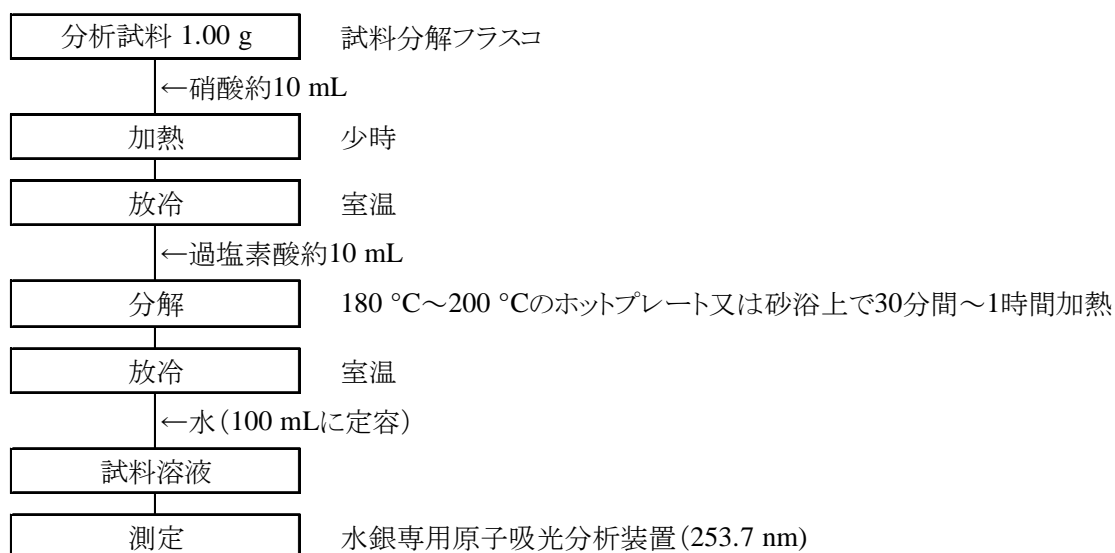 分析試料 1.00 g 試料分解フラスコ
←硝酸約10 mL
加熱 少時
放冷 室温
←過塩素酸約10 mL
分解 180 °C～200 °Cのホットプレート又は砂浴上で30分間～1時間加熱
放冷 室温
←水（100 mLに定容）
試料溶液
測定 水銀専用原子吸光分析装置（253.7 nm)